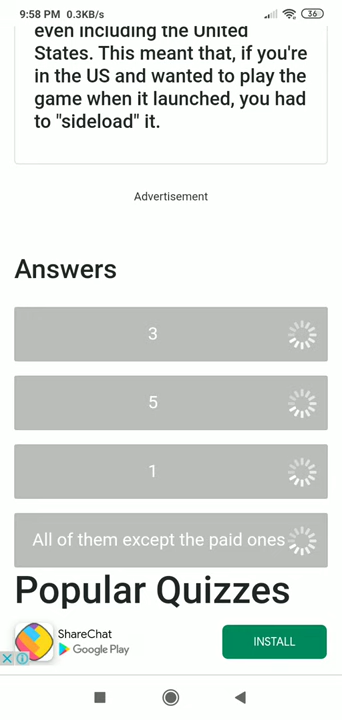 9:58 PM 0.3KB/s
36
even including the United
States. This meant that, if you're
in the US and wanted to play the
game when it launched, you had
to "sideload" it.
Advertisement
Answers
3
5
1
All of them except the paid ones
Popular Quizzes
ShareChat
Google Play
INSTALL